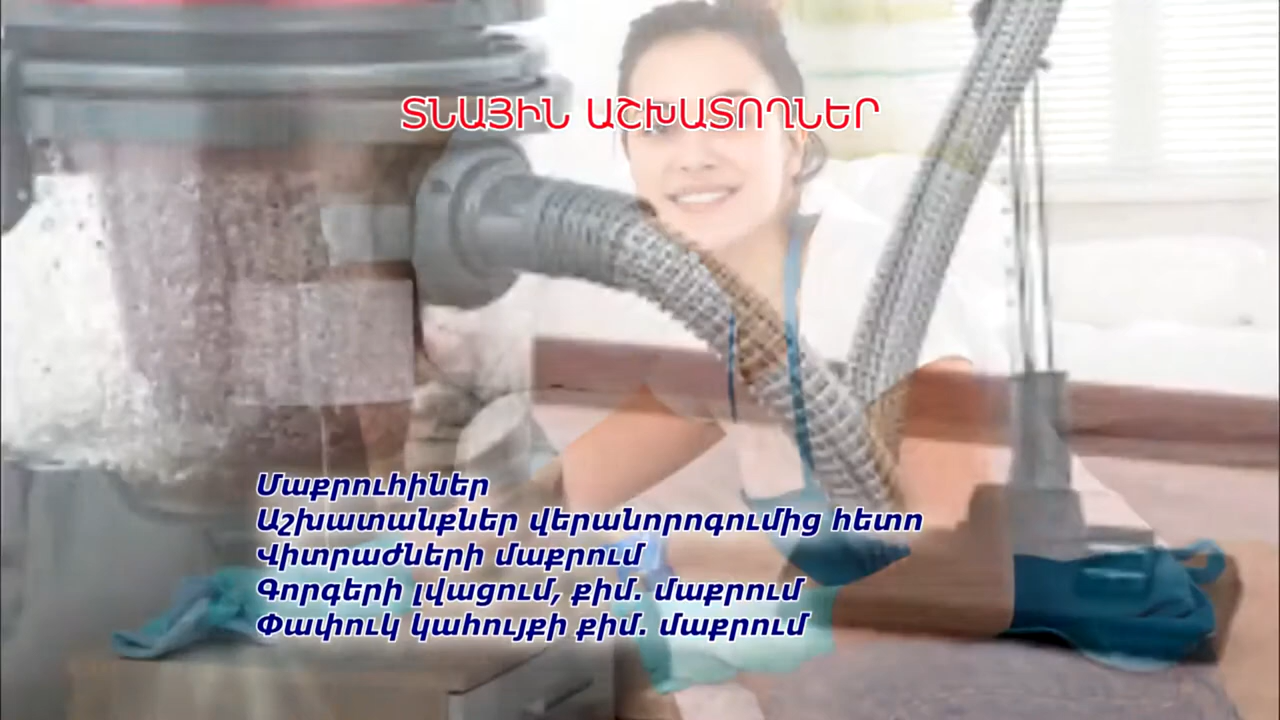 ՏՆԱՅԻՆ ԱՇԽԱՏՈՂՆԵՐ
Մաքրուհիներ
Աշխատանքներ վերանորոգումից հետո
Վիտրաժների մաքրում
Գորգերի լվացում, քիմ. մաքրում
Փափուկ կահույքի քիմ. մաքրում